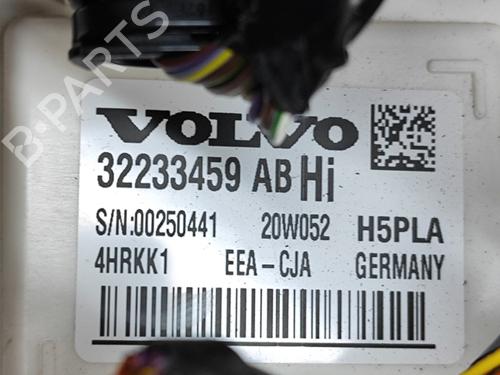 VOLVO
32233459 AB Hi
S/N:00250441 20W052 H5PLA
4HRKK1 EEA-CJA GERMANY
B-PARTS